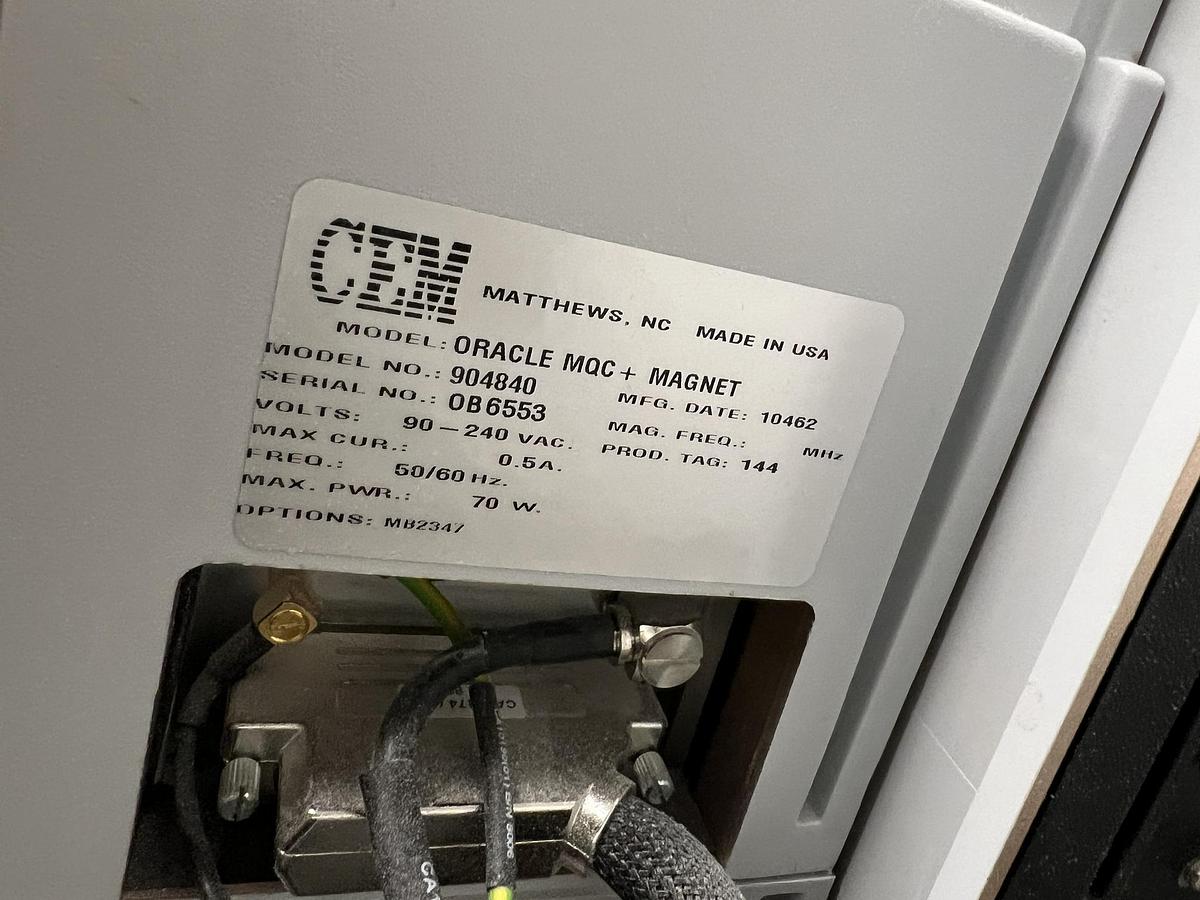 CEM MATTHEWS, NC MADE IN USA
MODEL: ORACLE MQC+ MAGNET
MODEL NO.: 904840 MFG. DATE: 10462
SERIAL NO.: OB6553 MAG. FREQ.: MHz
VOLTS: 90-240 VAC. PROD. TAG: 144
MAX CUR.: 0.5A.
FREQ.: 50/60 Hz.
MAX. PWR.: 70 W.
OPTIONS: MB2347